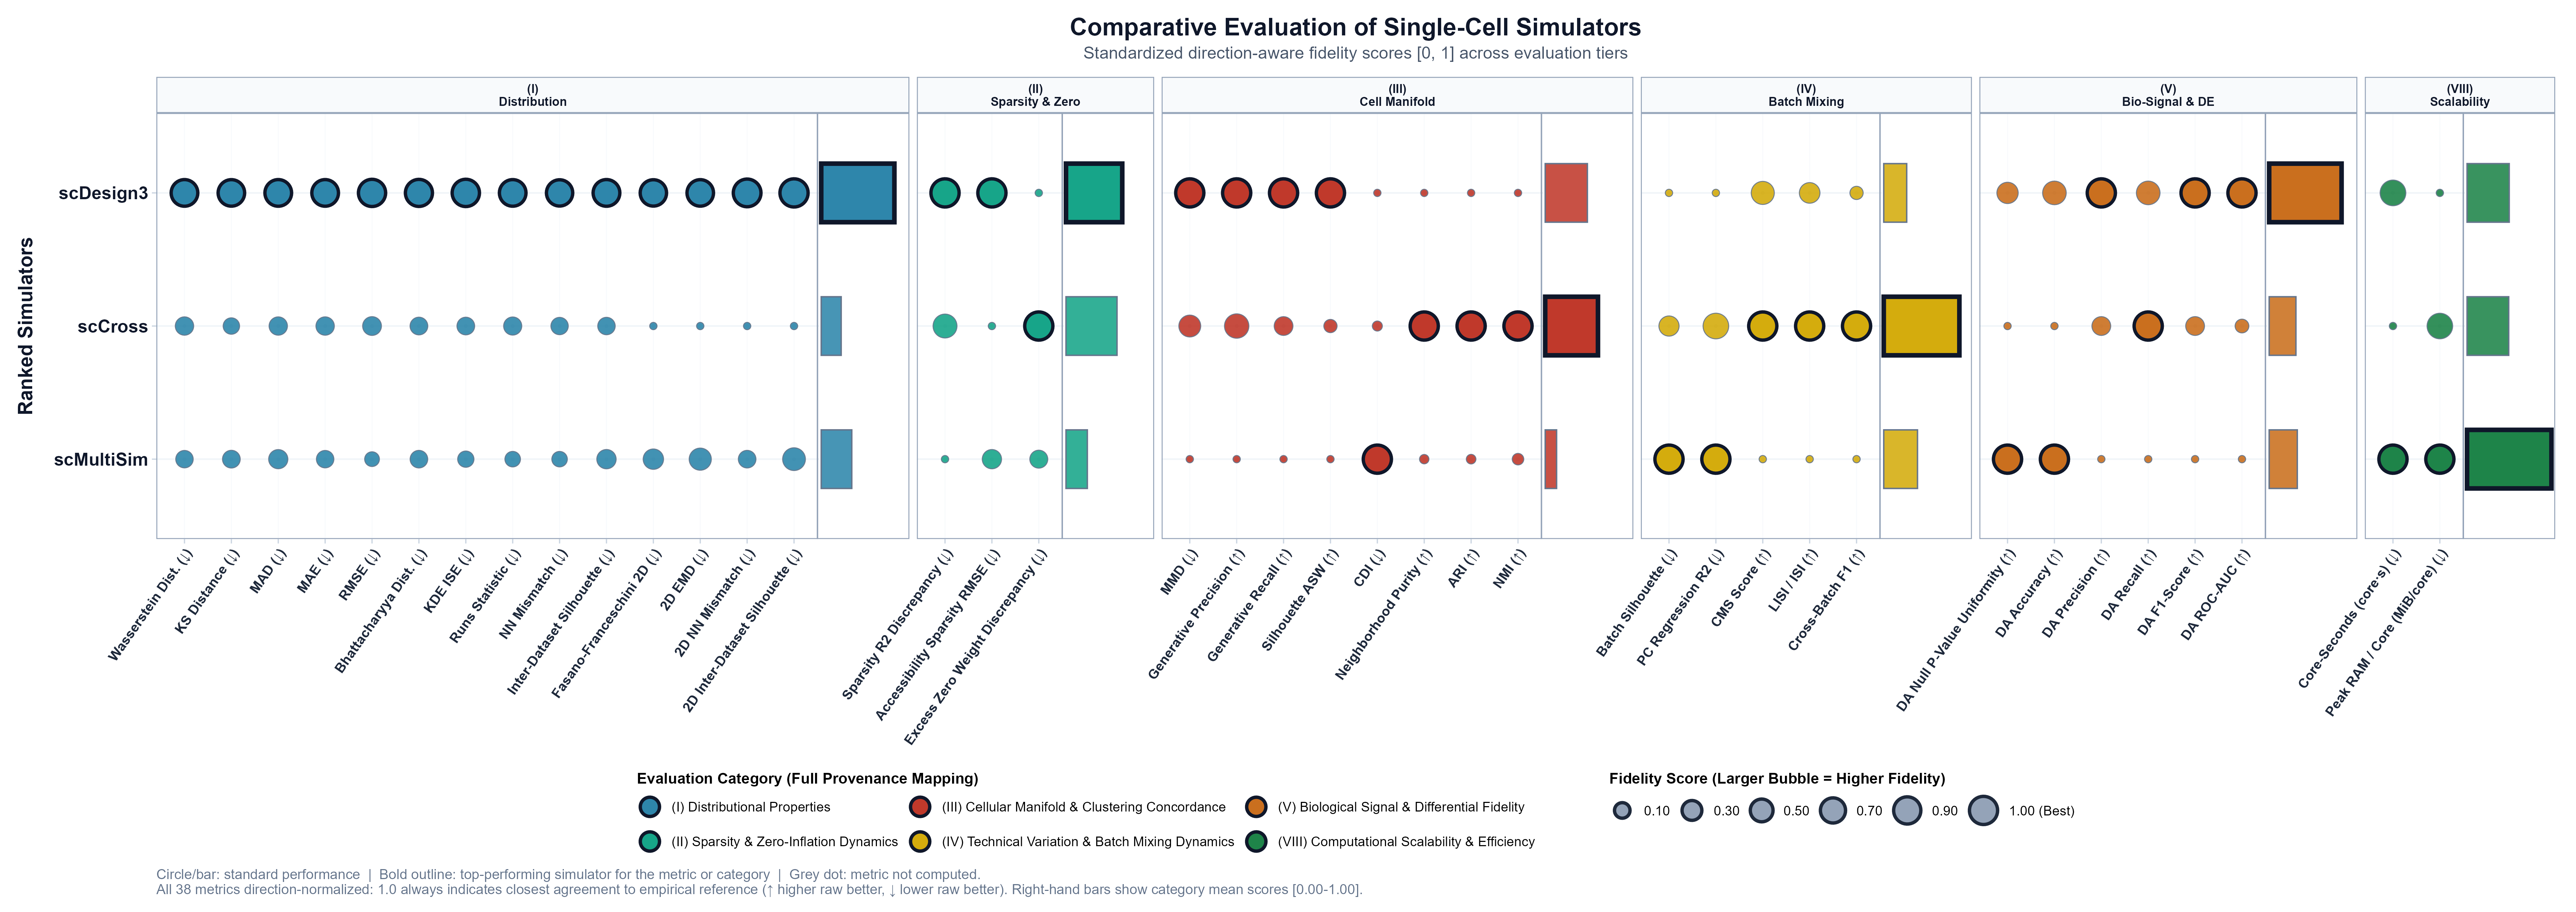 Comparative Evaluation of Single-Cell Simulators
Standardized direction-aware fidelity scores [0, 1] across evaluation tiers
(I)
Distribution
(II)
Sparsity & Zero
(III)
Cell Manifold
(IV)
Batch Mixing
(V)
Bio-Signal & DE
(VIII)
Scalability
Ranked Simulators
scDesign3
scCross
scMultiSim
Wasserstein Dist. (↓)
KS Distance (↓)
MAD (↓)
MAE (↓)
RMSE (↓)
Bhattacharyya Dist. (↓)
KDE ISE (↓)
Runs Statistic (↓)
NN Mismatch (↓)
Inter-Dataset Silhouette (↓)
Fasano-Franceschini 2D (↓)
2D EMD (↓)
2D NN Mismatch (↓)
2D Inter-Dataset Silhouette (↓)
Sparsity R2 Discrepancy (↓)
Accessibility Sparsity RMSE (↓)
Excess Zero Weight Discrepancy (↓)
MMD (↓)
Generative Precision (↑)
Generative Recall (↑)
Silhouette ASW (↑)
CDI (↓)
Neighborhood Purity (↑)
ARI (↑)
NMI (↑)
Batch Silhouette (↓)
PC Regression R2 (↓)
CMS Score (↑)
LISI / ISI (↑)
Cross-Batch F1 (↑)
DA Null P-Value Uniformity (↑)
DA Accuracy (↑)
DA Precision (↑)
DA Recall (↑)
DA F1-Score (↑)
DA ROC-AUC (↑)
Core-Seconds (core·s) (↓)
Peak RAM / Core (MiB/core) (↓)
Evaluation Category (Full Provenance Mapping)
(I) Distributional Properties
(III) Cellular Manifold & Clustering Concordance
(V) Biological Signal & Differential Fidelity
(II) Sparsity & Zero-Inflation Dynamics
(IV) Technical Variation & Batch Mixing Dynamics
(VIII) Computational Scalability & Efficiency
Fidelity Score (Larger Bubble = Higher Fidelity)
0.10 0.30 0.50 0.70 0.90 1.00 (Best)
Circle/bar: standard performance | Bold outline: top-performing simulator for the metric or category | Grey dot: metric not computed.
All 38 metrics direction-normalized: 1.0 always indicates closest agreement to empirical reference (↑ higher raw better, ↓ lower raw better). Right-hand bars show category mean scores [0.00-1.00].